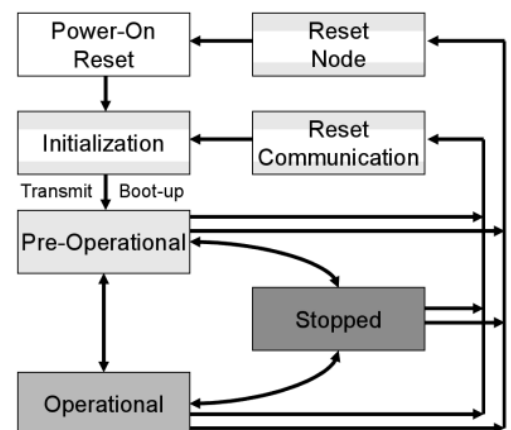 Power-On
Reset
Reset
Node
Initialization
Reset
Communication
Transmit Boot-up
Pre-Operational
Stopped
Operational